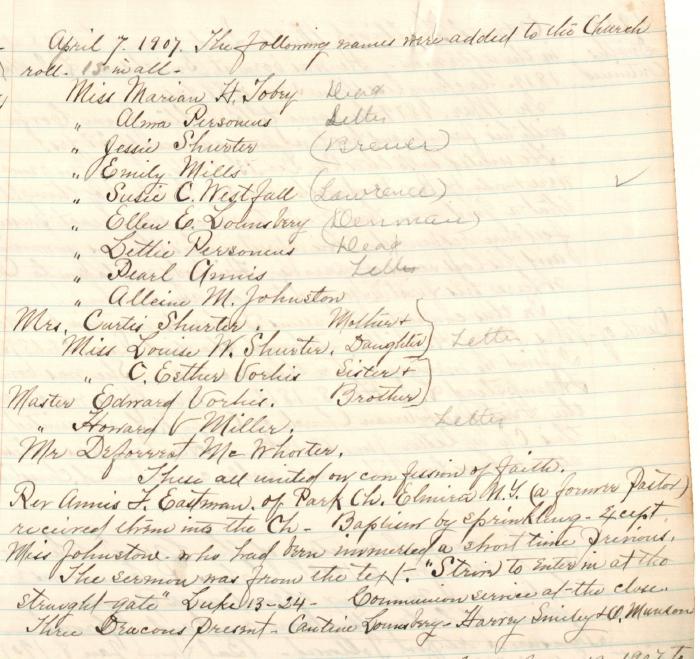 April 7, 1907. The following names were added to the Church
roll. 15 in all -
Miss Marian H. Tobey Dead
" Alma Personeus Letter
" Jessie Shurter (Brewer)
" Emily Mills
" Susie C. Westfall (Lawrence)
" Ellen E. Lounsbery (Denman)
" Lettie Personeus Dead
" Pearl Annis Letter
" Alleine M. Johnston
Mrs. Curtis Shurter. Mother &
Miss Louise W. Shurter. Daughter Letter
" C. Esther Vorhis Sister &
Master Edward Vorhis. Brother
" Howard V Miller. Letter
Mr Deforrest McWhorter.
These all united on confession of faith.
Rev Annis F. Eastman, of Park Ch. Elmira N.Y. (a former Pastor)
received them into the Ch - Baptism by sprinkling - except
Miss Johnstone - who had been immersed a short time previous.
The sermon was from the text - "Strive to enter in at the
straight gate" Luke 13-24 - Communion service at the close.
Three Deacons present - Cantine Lounsbery - Harvey Smiley & O. Munson
1907